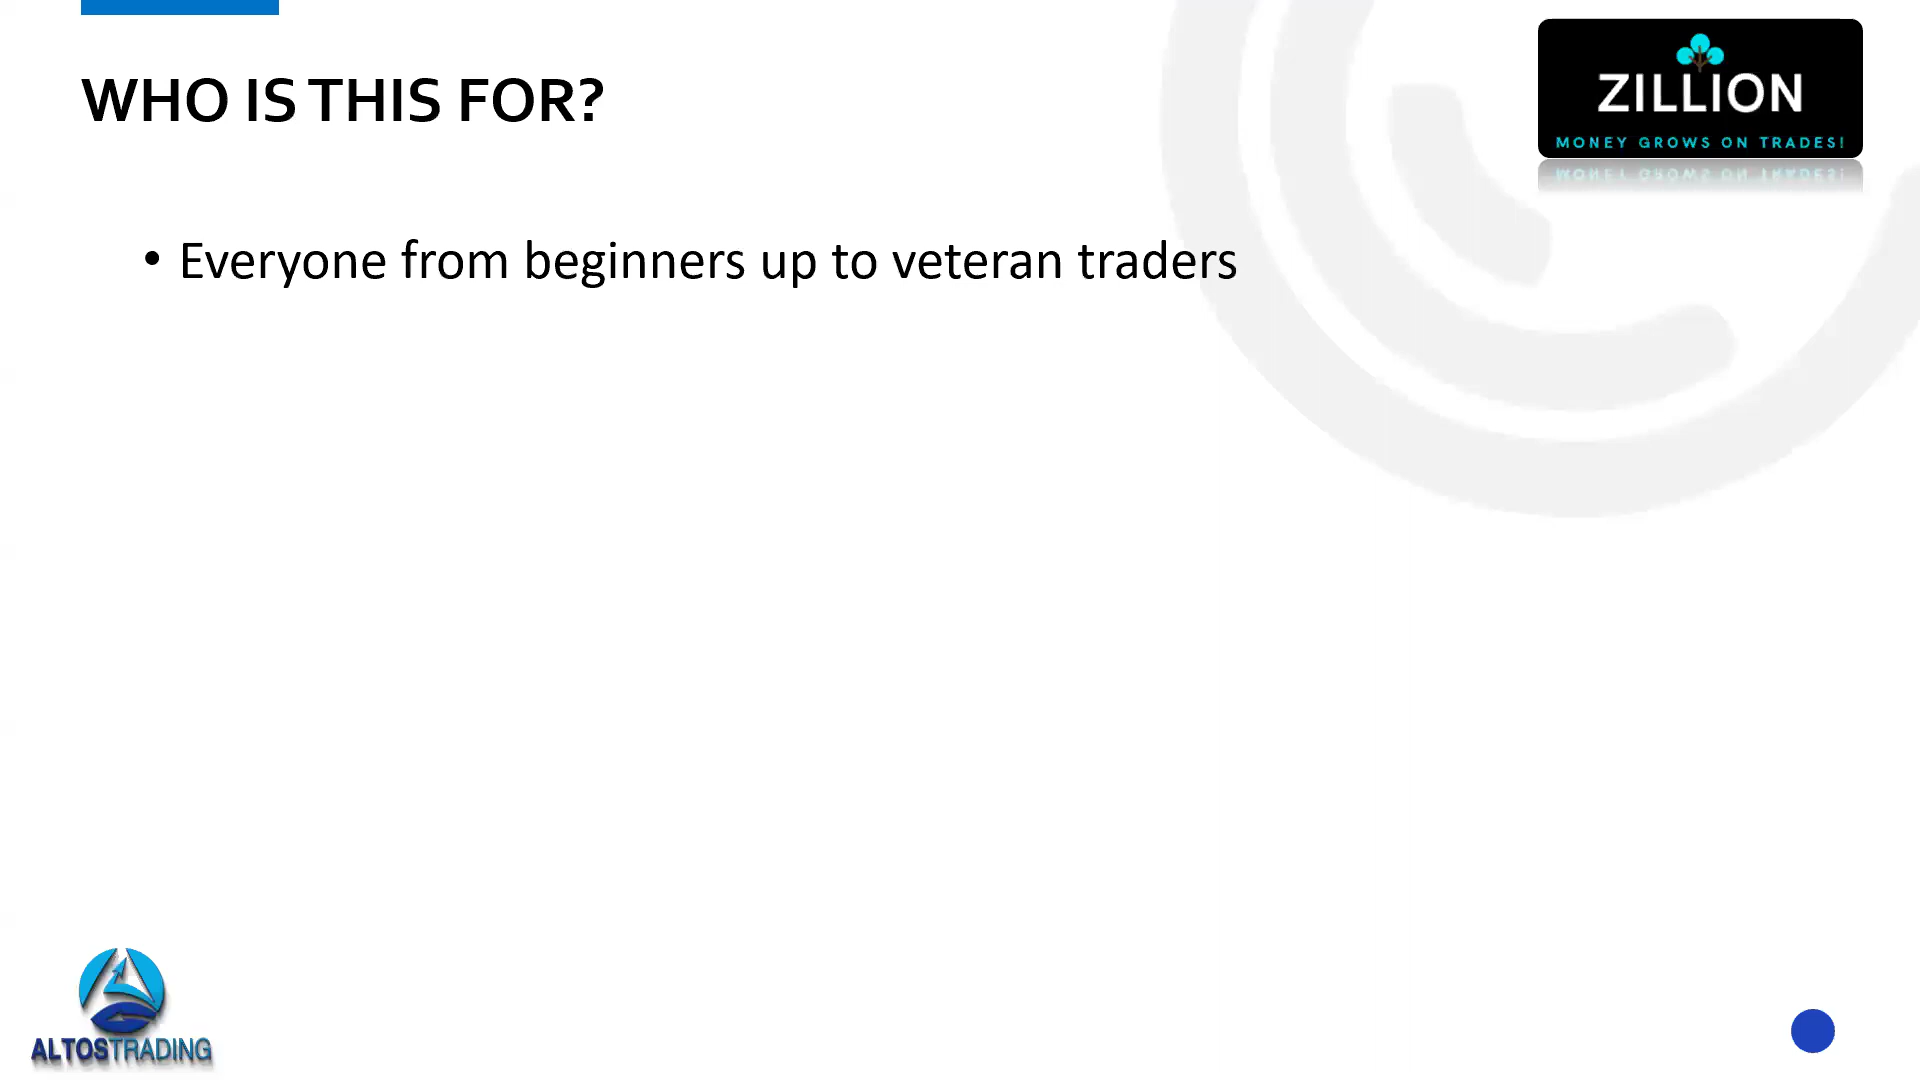 WHO IS THIS FOR?
ZILLION
MONEY GROWS ON TRADES!
• Everyone from beginners up to veteran traders
ALTOSTRADING